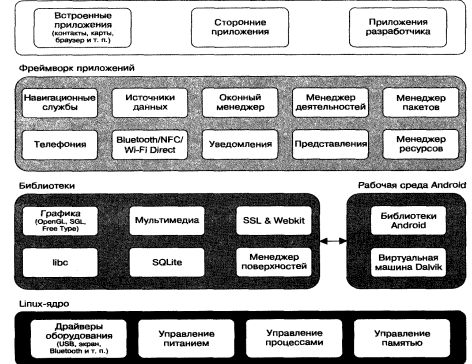 Встроенные
приложения
(контакты, карты,
браузер и т. п.)
Сторонние
приложения
Приложения
разработчика
Фреймворк приложений
Навигационные
службы
Источники
данных
Оконный
менеджер
Менеджер
деятельностей
Менеджер
пакетов
Телефония
Bluetooth/NFC/
Wi-Fi Direct
Уведомления
Представления
Менеджер
ресурсов
Библиотеки
Графика
(OpenGL, SGL,
Free Type)
Мультимедиа
SSL & Webkit
libc
SQLite
Менеджер
поверхностей
Рабочая среда Android
Библиотеки
Android
Виртуальная
машина Dalvik
Linux-ядро
Драйверы
оборудования
(USB, экран,
Bluetooth и т. п.)
Управление
питанием
Управление
процессами
Управление
памятью